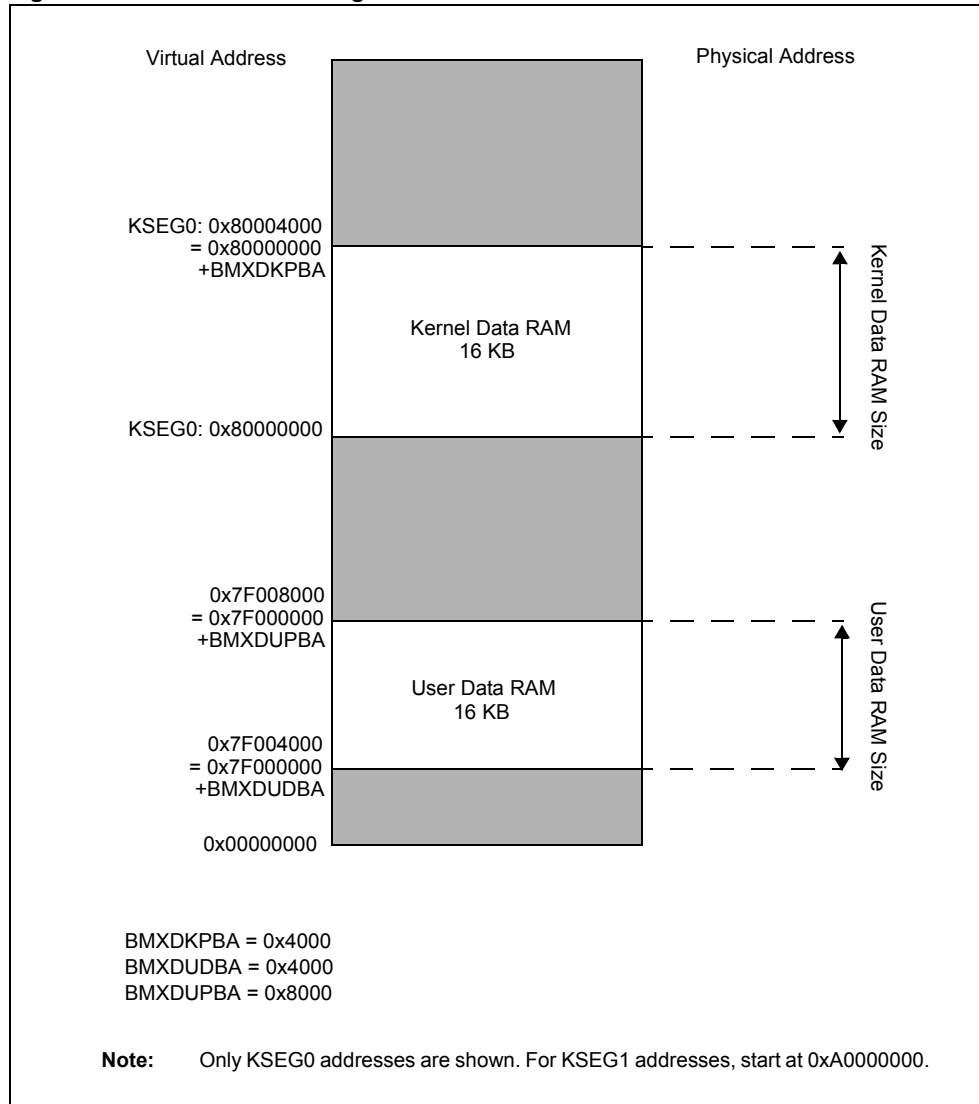 Virtual Address
Physical Address
KSEG0: 0x80004000
= 0x80000000
+BMXDKPBA
Kernel Data RAM
16 KB
Kernel Data RAM Size
KSEG0: 0x80000000
0x7F008000
= 0x7F000000
+BMXDUPBA
User Data RAM
16 KB
User Data RAM Size
0x7F004000
= 0x7F000000
+BMXDUDBA
0x00000000
BMXDKPBA = 0x4000
BMXDUDBA = 0x4000
BMXDUPBA = 0x8000
Note: Only KSEG0 addresses are shown. For KSEG1 addresses, start at 0xA0000000.